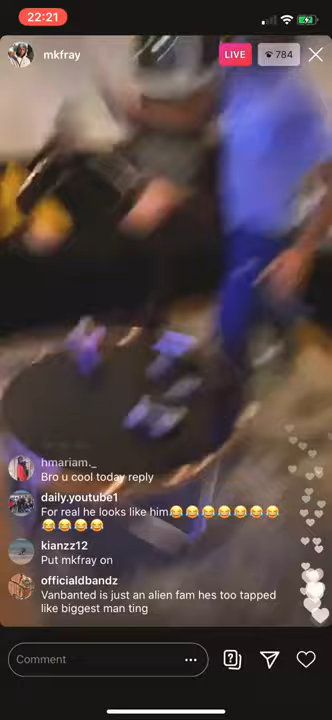 22:21
mkfray
LIVE
784
hmariam._
Bro u cool today reply
daily.youtube1
For real he looks like him😂😂😂😂😂😂😂
😂😂😂😂
kianzz12
Put mkfray on
officialdbandz
Vanbanted is just an alien fam hes too tapped
like biggest man ting
Comment